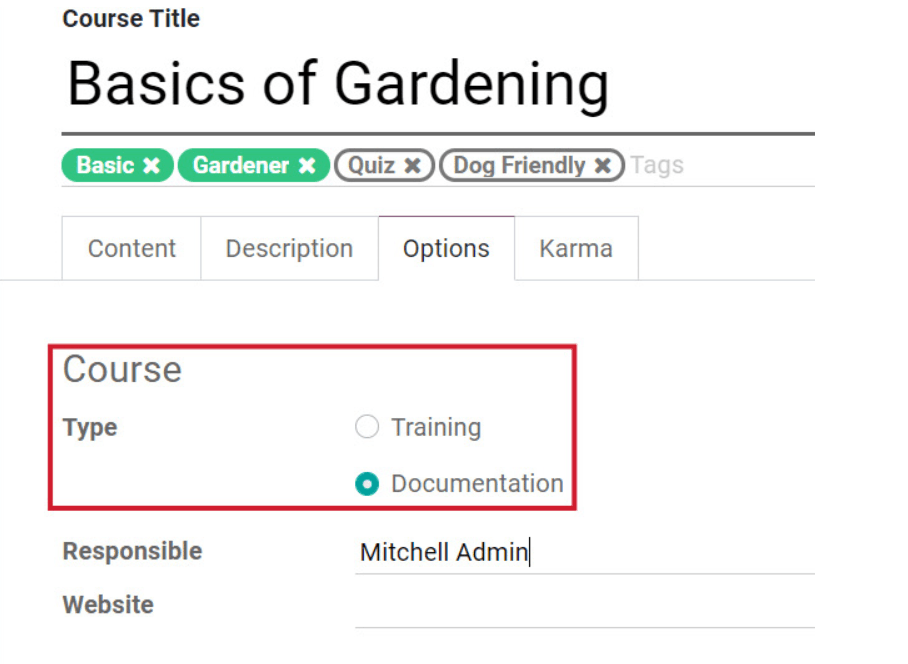 Course Title
Basics of Gardening
Basic ✖ Gardener ✖ Quiz ✖ Dog Friendly ✖ Tags
Content Description Options Karma
Course
Type Training
Documentation
Responsible Mitchell Admin
Website